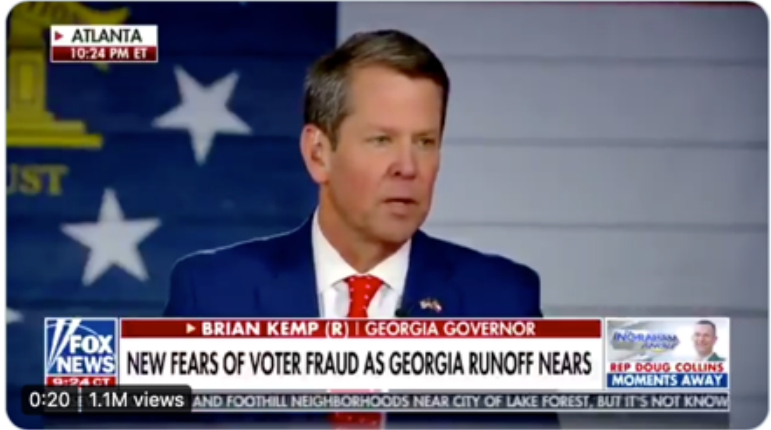 ATLANTA
10:24 PM ET
UST
BRIAN KEMP (R) | GEORGIA GOVERNOR
FOX
NEWS
NEW FEARS OF VOTER FRAUD AS GEORGIA RUNOFF NEARS
INGRAHAM
ANGLE
REP DOUG COLLINS
MOMENTS AWAY
9:24 CT
0:20 1.1M views
AND FOOTHILL NEIGHBORHOODS NEAR CITY OF LAKE FOREST, BUT IT'S NOT KNOW